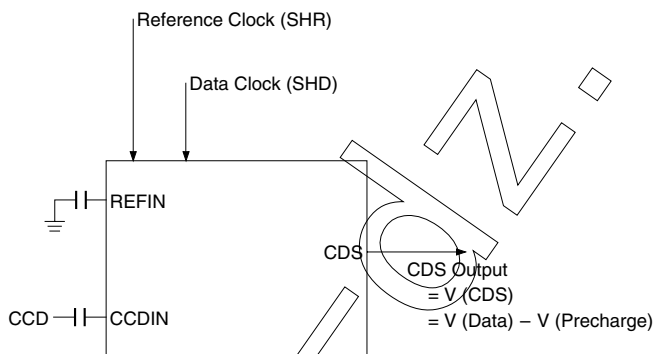 Reference Clock (SHR)
Data Clock (SHD)
REFIN
CDS
CDS Output
= V (CDS)
= V (Data) – V (Precharge)
CCD
CCDIN